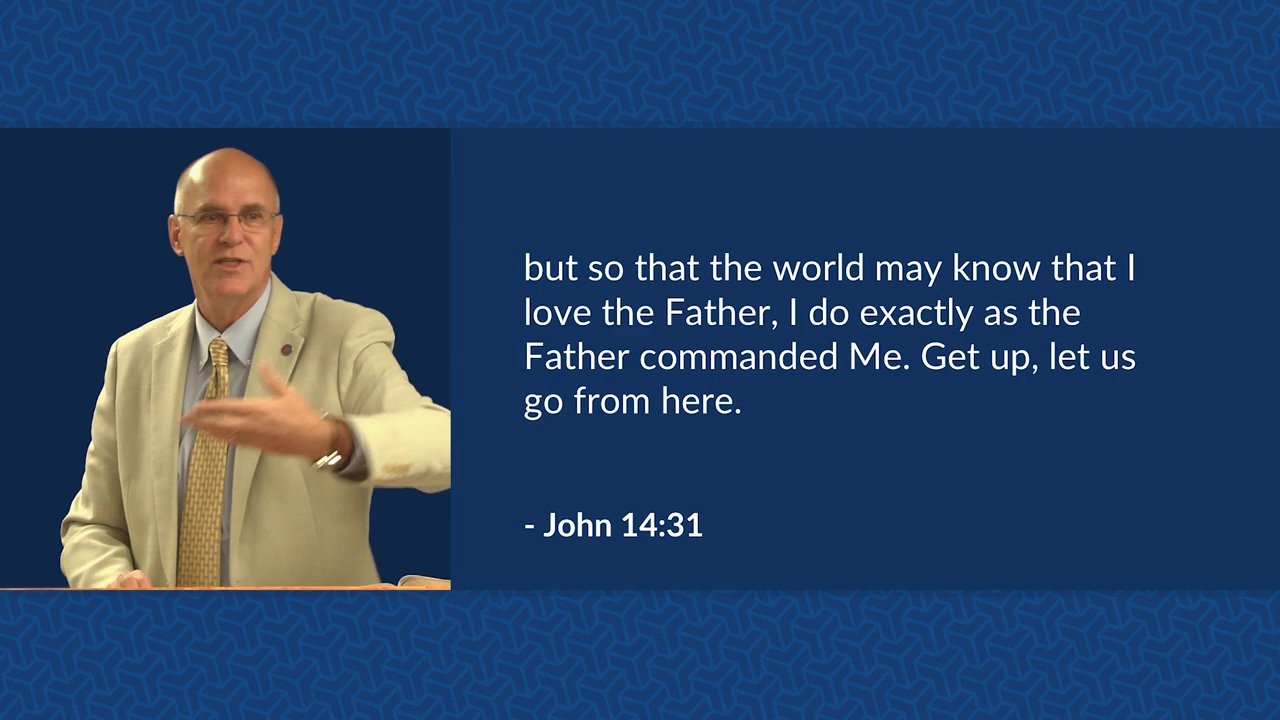 but so that the world may know that I
love the Father, I do exactly as the
Father commanded Me. Get up, let us
go from here.
- John 14:31